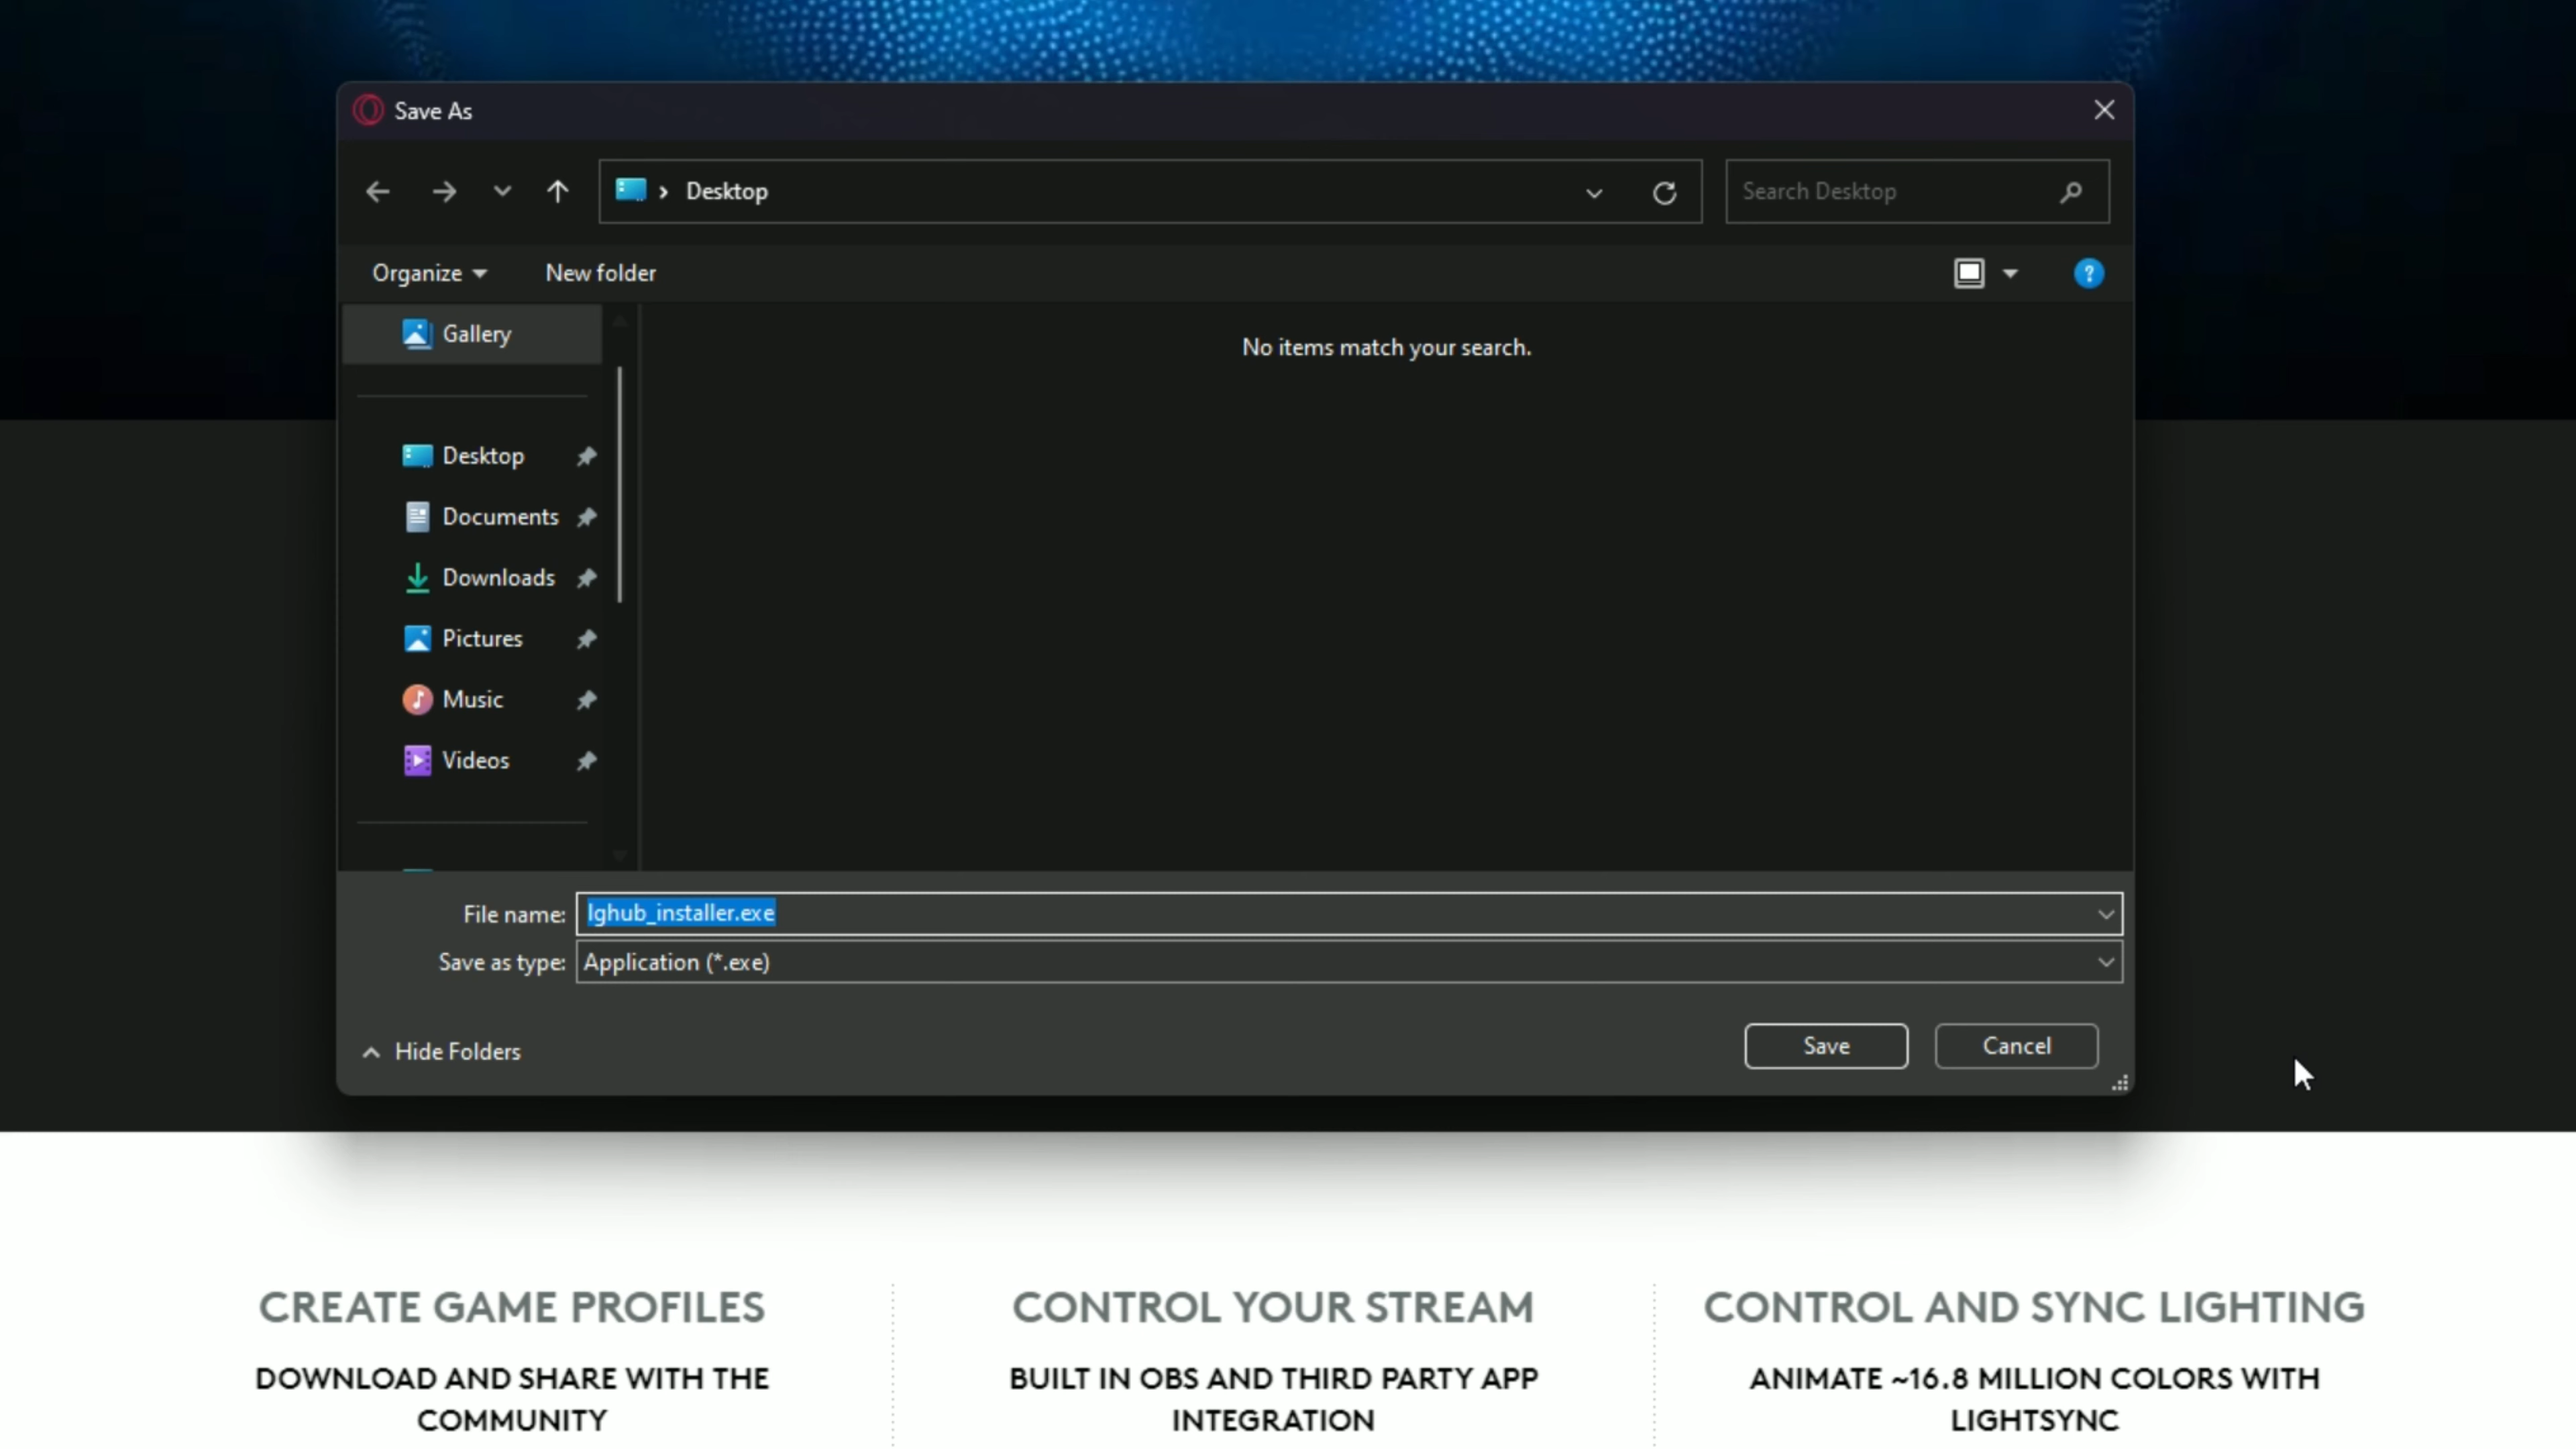 Save As
Desktop
Search Desktop
Organize
New folder
?
Gallery
No items match your search.
Desktop
Documents
Downloads
Pictures
Music
Videos
File name:
lghub_installer.exe
Save as type:
Application (*.exe)
Hide Folders
Save
Cancel
CREATE GAME PROFILES
DOWNLOAD AND SHARE WITH THE
COMMUNITY
CONTROL YOUR STREAM
BUILT IN OBS AND THIRD PARTY APP
INTEGRATION
CONTROL AND SYNC LIGHTING
ANIMATE ~16.8 MILLION COLORS WITH
LIGHTSYNC